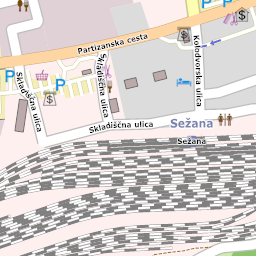 Partizanska cesta
Kolodvorska ulica
P
P
P
P
$
$
$
Skladiščna ulica
Skladiščna ulica
Skladiščna ulica
Sežana
Sežana